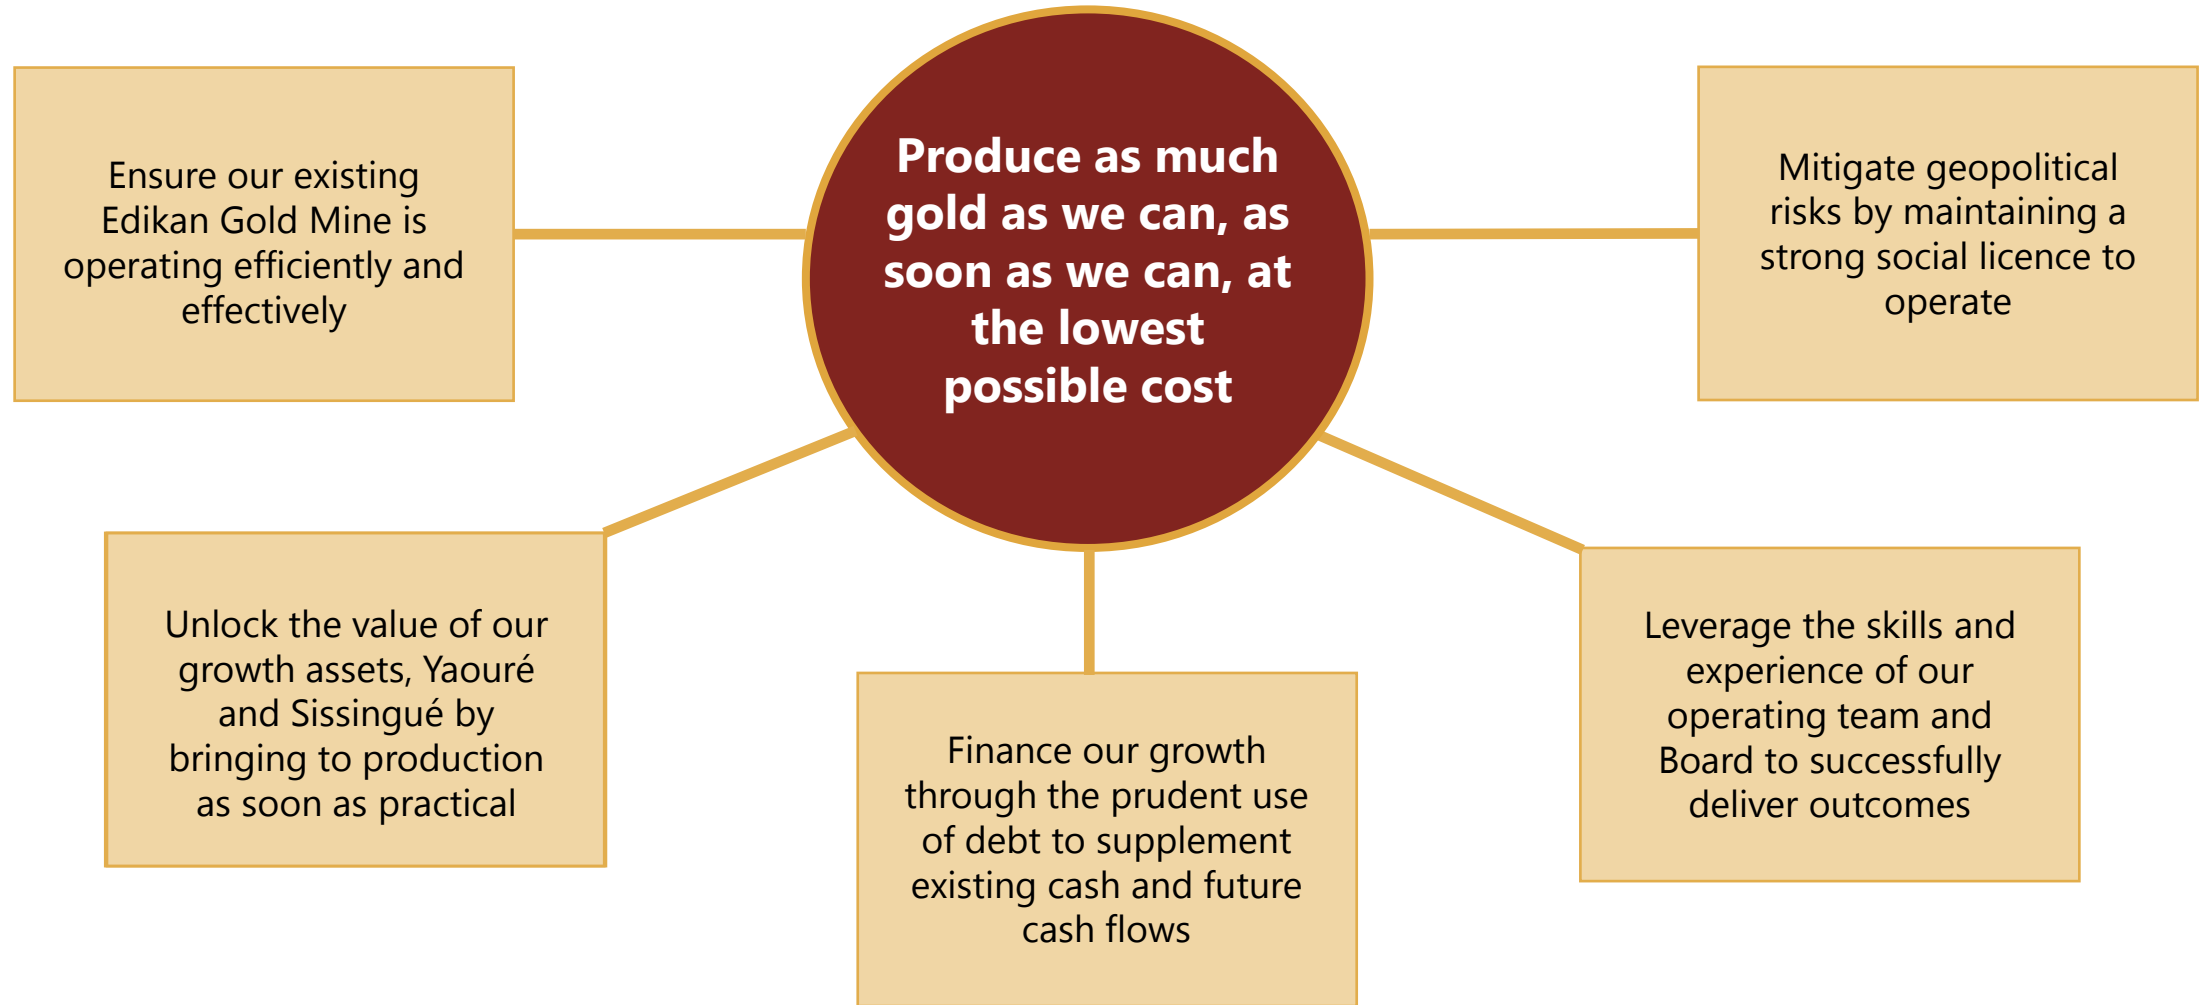 Produce as much
gold as we can, as
soon as we can, at
the lowest
possible cost
Ensure our existing
Edikan Gold Mine is
operating efficiently and
effectively
Unlock the value of our
growth assets, Yaouré
and Sissingué by
bringing to production
as soon as practical
Finance our growth
through the prudent use
of debt to supplement
existing cash and future
cash flows
Leverage the skills and
experience of our
operating team and
Board to successfully
deliver outcomes
Mitigate geopolitical
risks by maintaining a
strong social licence to
operate